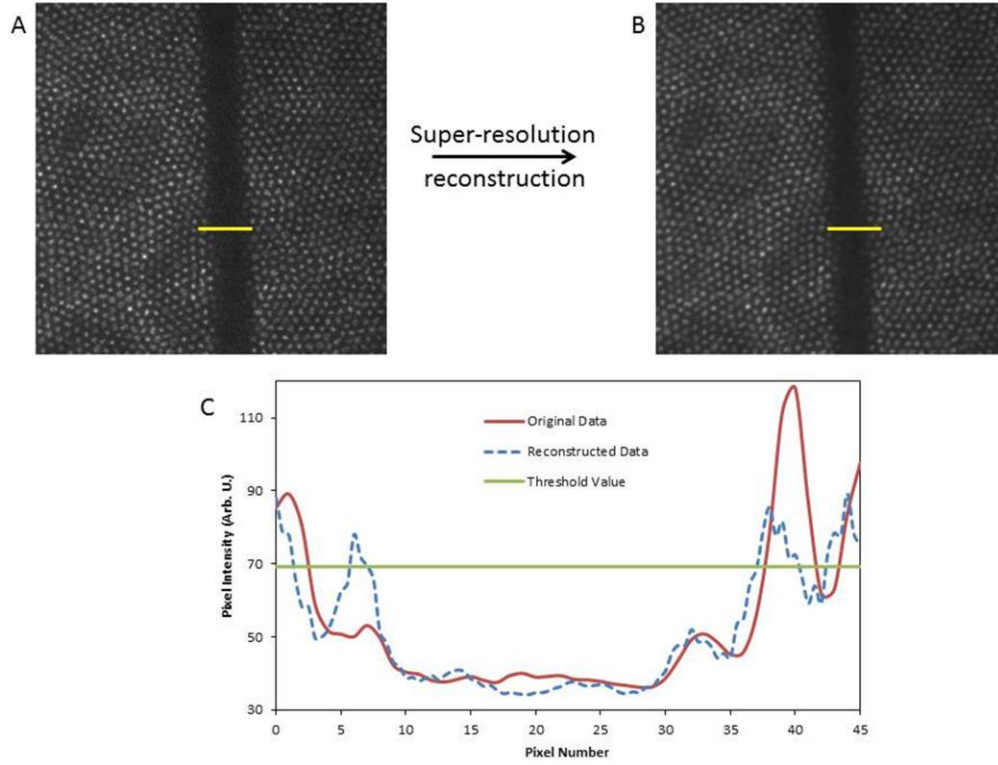 A
B
Super-resolution
reconstruction
C
Original Data
Reconstructed Data
Threshold Value
Pixel Intensity (Arb. U.)
110
90
70
50
30
0 5 10 15 20 25 30 35 40 45
Pixel Number